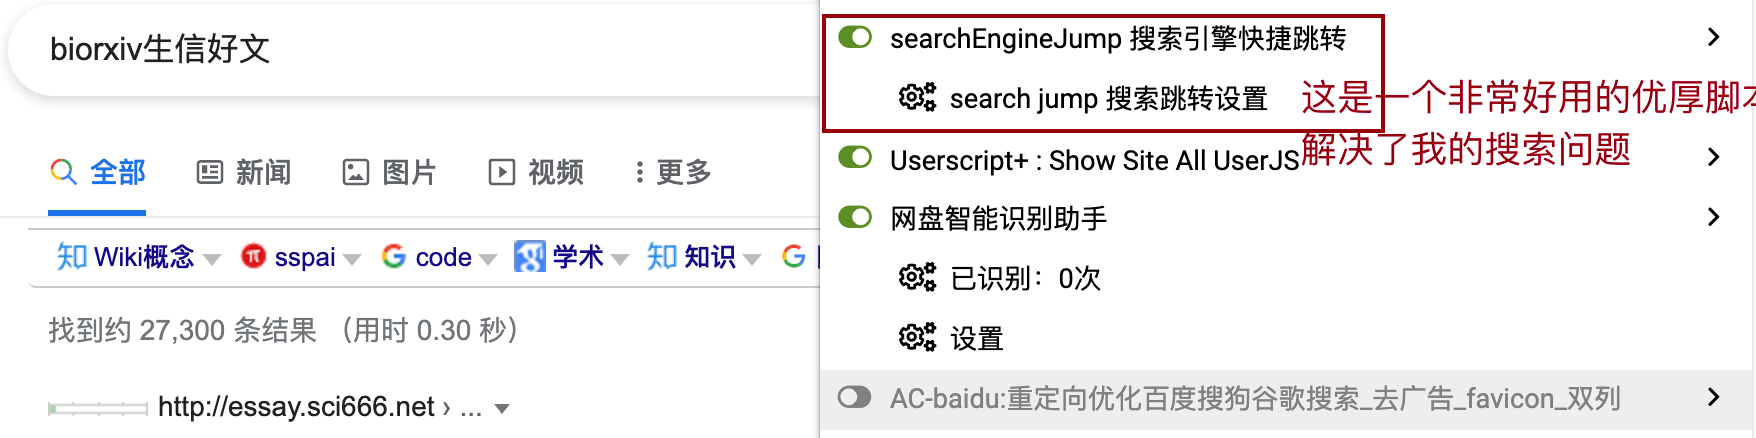 biorxiv生信好文
全部 新闻 图片 视频 更多
知 Wiki概念 sspai code 学术 知 知识
找到约 27,300 条结果 （用时 0.30 秒）
http://essay.sci666.net › ...
searchEngineJump 搜索引擎快捷跳转
search jump 搜索跳转设置
这是一个非常好用的优厚脚本
解决了我的搜索问题
Userscript+ : Show Site All UserJS
网盘智能识别助手
已识别：0次
设置
AC-baidu:重定向优化百度搜狗谷歌搜索_去广告_favicon_双列